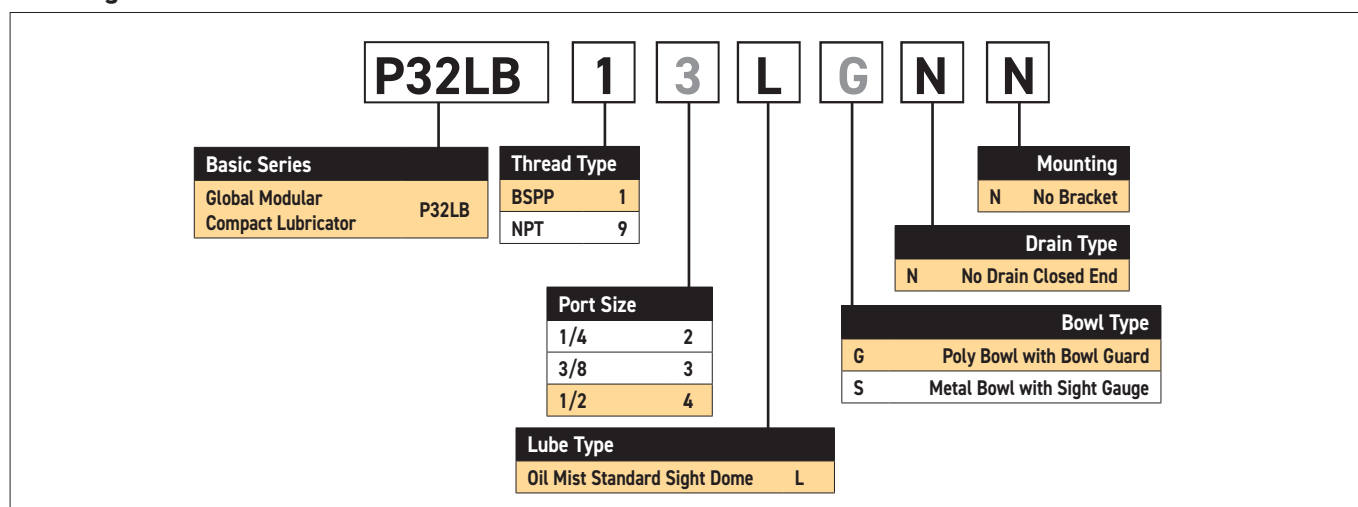 P32LB 1 3 L G N N
Basic Series
Global Modular
Compact Lubricator P32LB
Thread Type
BSPP 1
NPT 9
Mounting
N No Bracket
Drain Type
N No Drain Closed End
Port Size
1/4 2
3/8 3
1/2 4
Bowl Type
G Poly Bowl with Bowl Guard
S Metal Bowl with Sight Gauge
Lube Type
Oil Mist Standard Sight Dome L